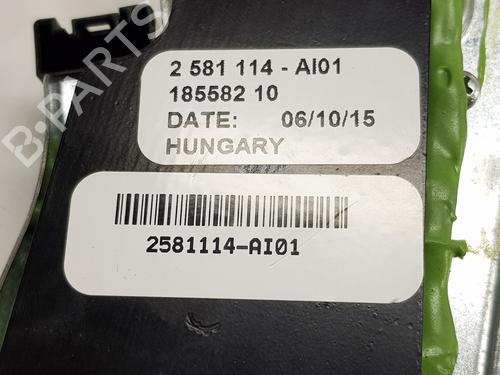 2 581 114 - AI01
185582 10
DATE: 06/10/15
HUNGARY
2581114-AI01
B-PARTS